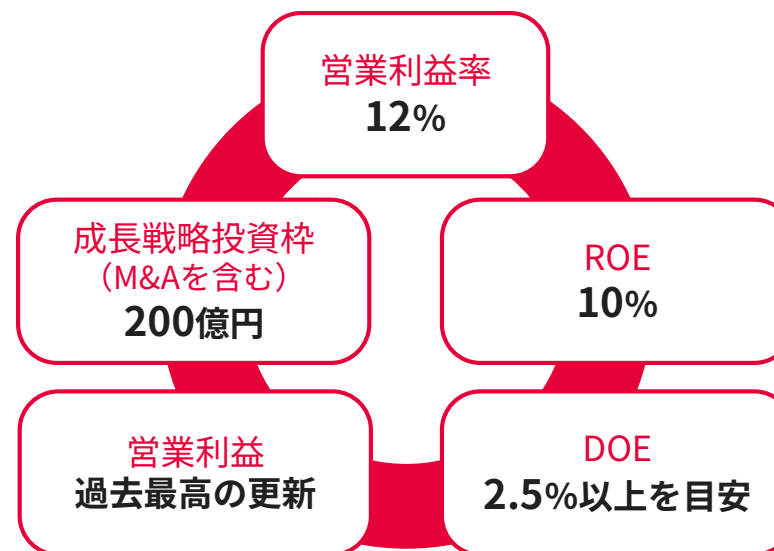 営業利益率
12%
成長戦略投資枠
（M&Aを含む）
200億円
ROE
10%
営業利益
過去最高の更新
DOE
2.5%以上を目安